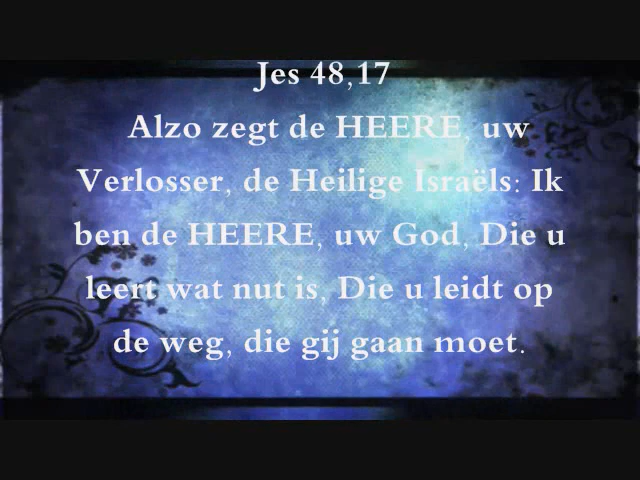 Jes 48,17
Alzo zegt de HEERE, uw
Verlosser, de Heilige Israëls: Ik
ben de HEERE, uw God, Die u
leert wat nut is, Die u leidt op
de weg, die gij gaan moet.